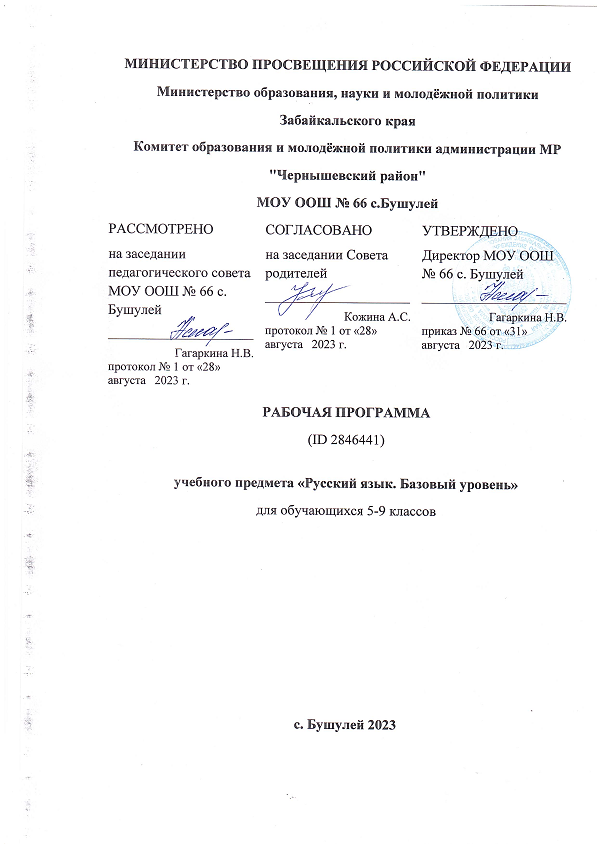 МИНИСТЕРСТВО ПРОСВЕЩЕНИЯ РОССИЙСКОЙ ФЕДЕРАЦИИ
Министерство образования, науки и молодёжной политики
Забайкальского края
Комитет образования и молодёжной политики администрации МР
"Чернышевский район"
МОУ ООШ № 66 с.Бушулей
РАССМОТРЕНО
на заседании
педагогического совета
МОУ ООШ № 66 с.
Бушулей
Гагаркина Н.В.
протокол № 1 от «28»
августа 2023 г.
СОГЛАСОВАНО
на заседании Совета
родителей
Кожина А.С.
протокол № 1 от «28»
августа 2023 г.
УТВЕРЖДЕНО
Директор МОУ ООШ
№ 66 с. Бушулей
Гагаркина Н.В.
приказ № 66 от «31»
августа 2023 г.
РАБОЧАЯ ПРОГРАММА
(ID 2846441)
учебного предмета «Русский язык. Базовый уровень»
для обучающихся 5-9 классов
с. Бушулей 2023